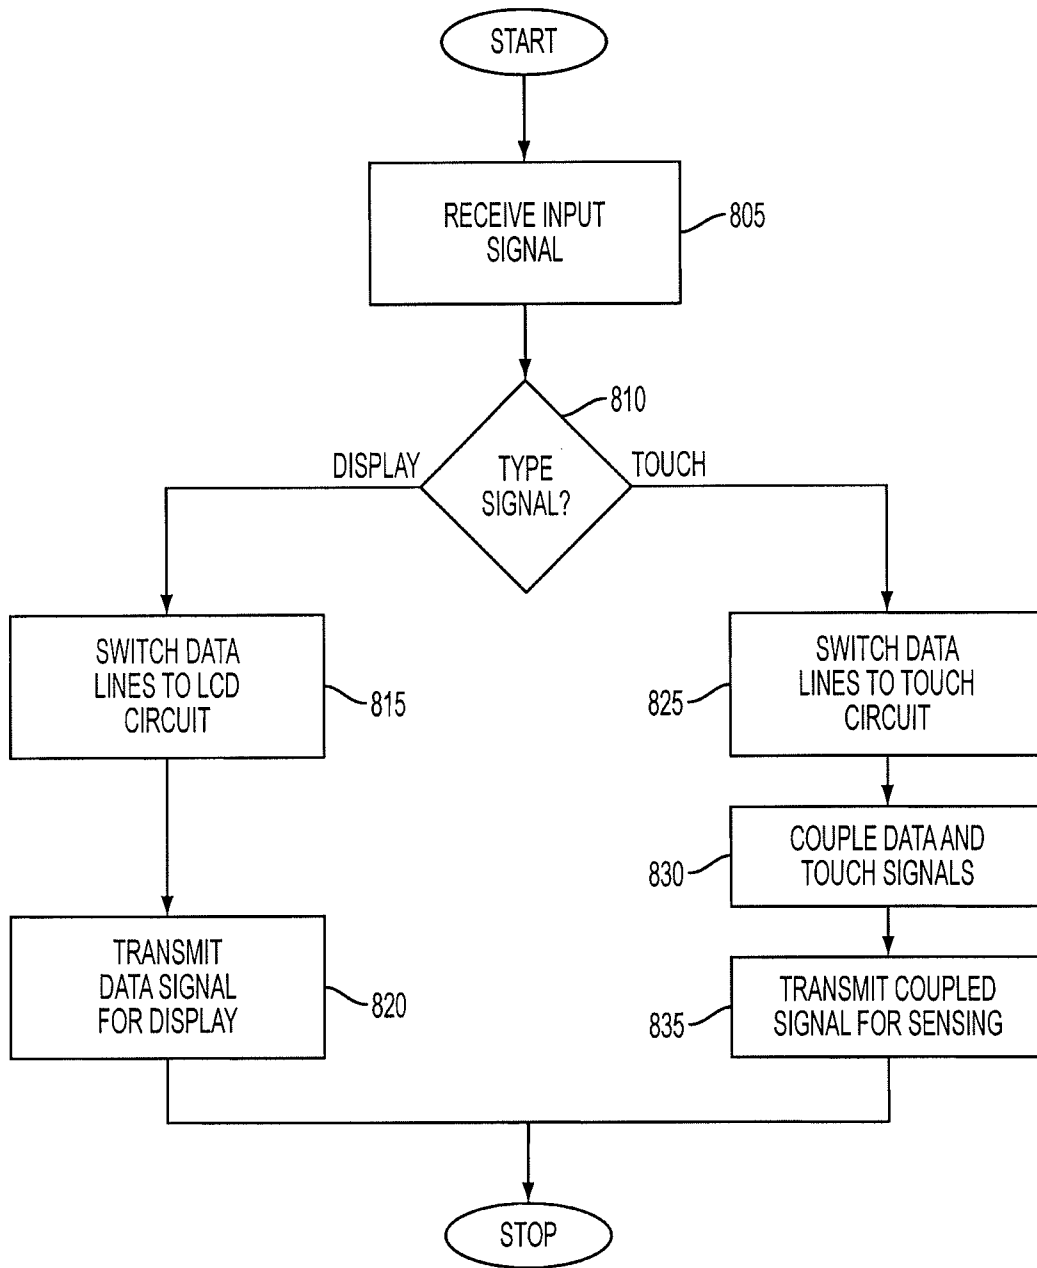 START
RECEIVE INPUT
SIGNAL
805
810
TYPE
SIGNAL?
DISPLAY
TOUCH
SWITCH DATA
LINES TO LCD
CIRCUIT
815
SWITCH DATA
LINES TO TOUCH
CIRCUIT
825
COUPLE DATA AND
TOUCH SIGNALS
830
TRANSMIT
DATA SIGNAL
FOR DISPLAY
820
TRANSMIT COUPLED
SIGNAL FOR SENSING
835
STOP